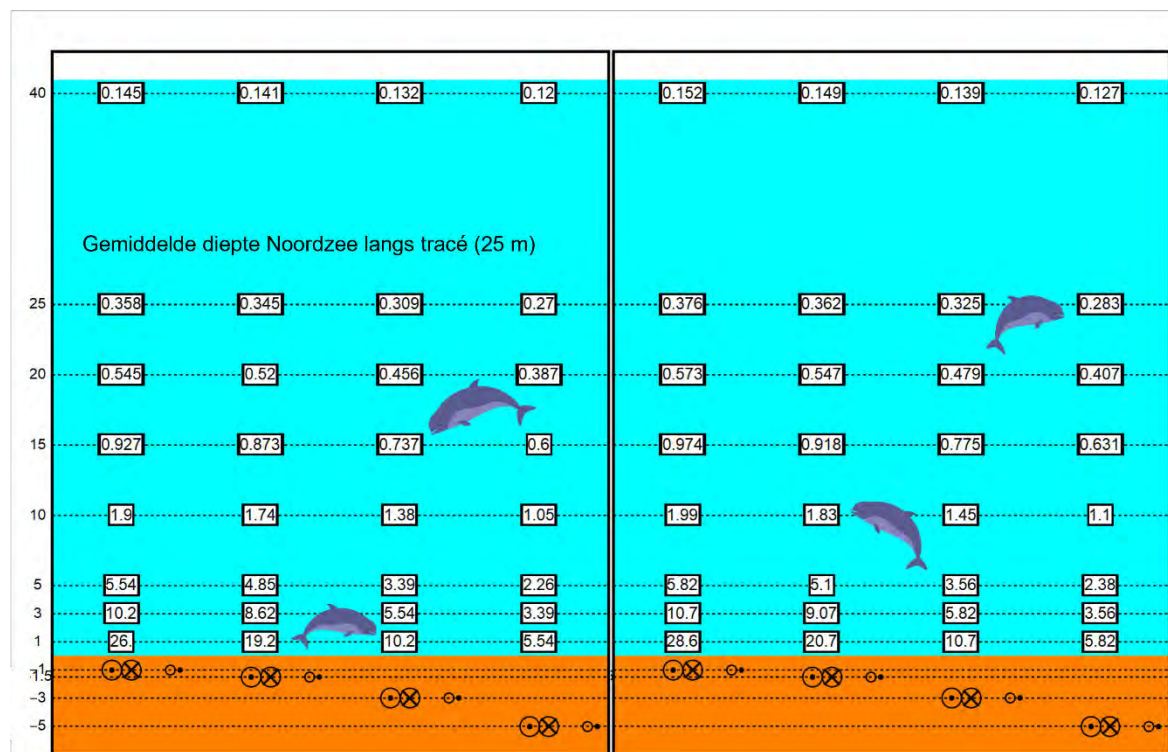 40 0.145 0.141 0.132 0.12 0.152 0.149 0.139 0.127
Gemiddelde diepte Noordzee langs tracé (25 m)
25 0.358 0.345 0.309 0.27 0.376 0.362 0.325 0.283
20 0.545 0.52 0.456 0.387 0.573 0.547 0.479 0.407
15 0.927 0.873 0.737 0.6 0.974 0.918 0.775 0.631
10 1.9 1.74 1.38 1.05 1.99 1.83 1.45 1.1
5 5.54 4.85 3.39 2.26 5.82 5.1 3.56 2.38
3 10.2 8.62 5.54 3.39 10.7 9.07 5.82 3.56
1 26 19.2 10.2 5.54 28.6 20.7 10.7 5.82
−3
−5